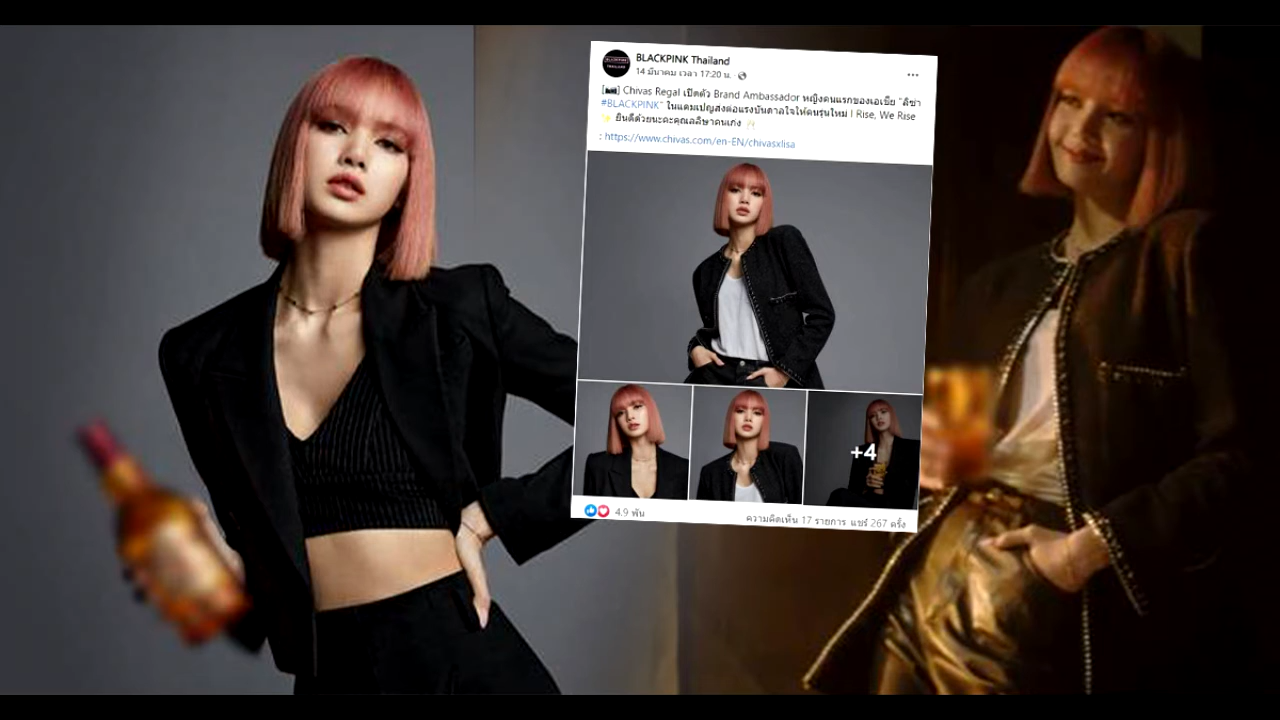 BLACKPINK Thailand
14 มีนาคม เวลา 17:20 น.
[📷] Chivas Regal เปิดตัว Brand Ambassador หญิงคนแรกของเอเชีย "ลิซ่า
#BLACKPINK" ในแคมเปญส่งต่อแรงบันดาลใจให้คนรุ่นใหม่ I Rise, We Rise
✨ ยินดีด้วยนะคะคุณลลิษาคนเก่ง ✨
: https://www.chivas.com/en-EN/chivasxlisa
+4
4.9 พัน
ความคิดเห็น 17 รายการ แชร์ 267 ครั้ง